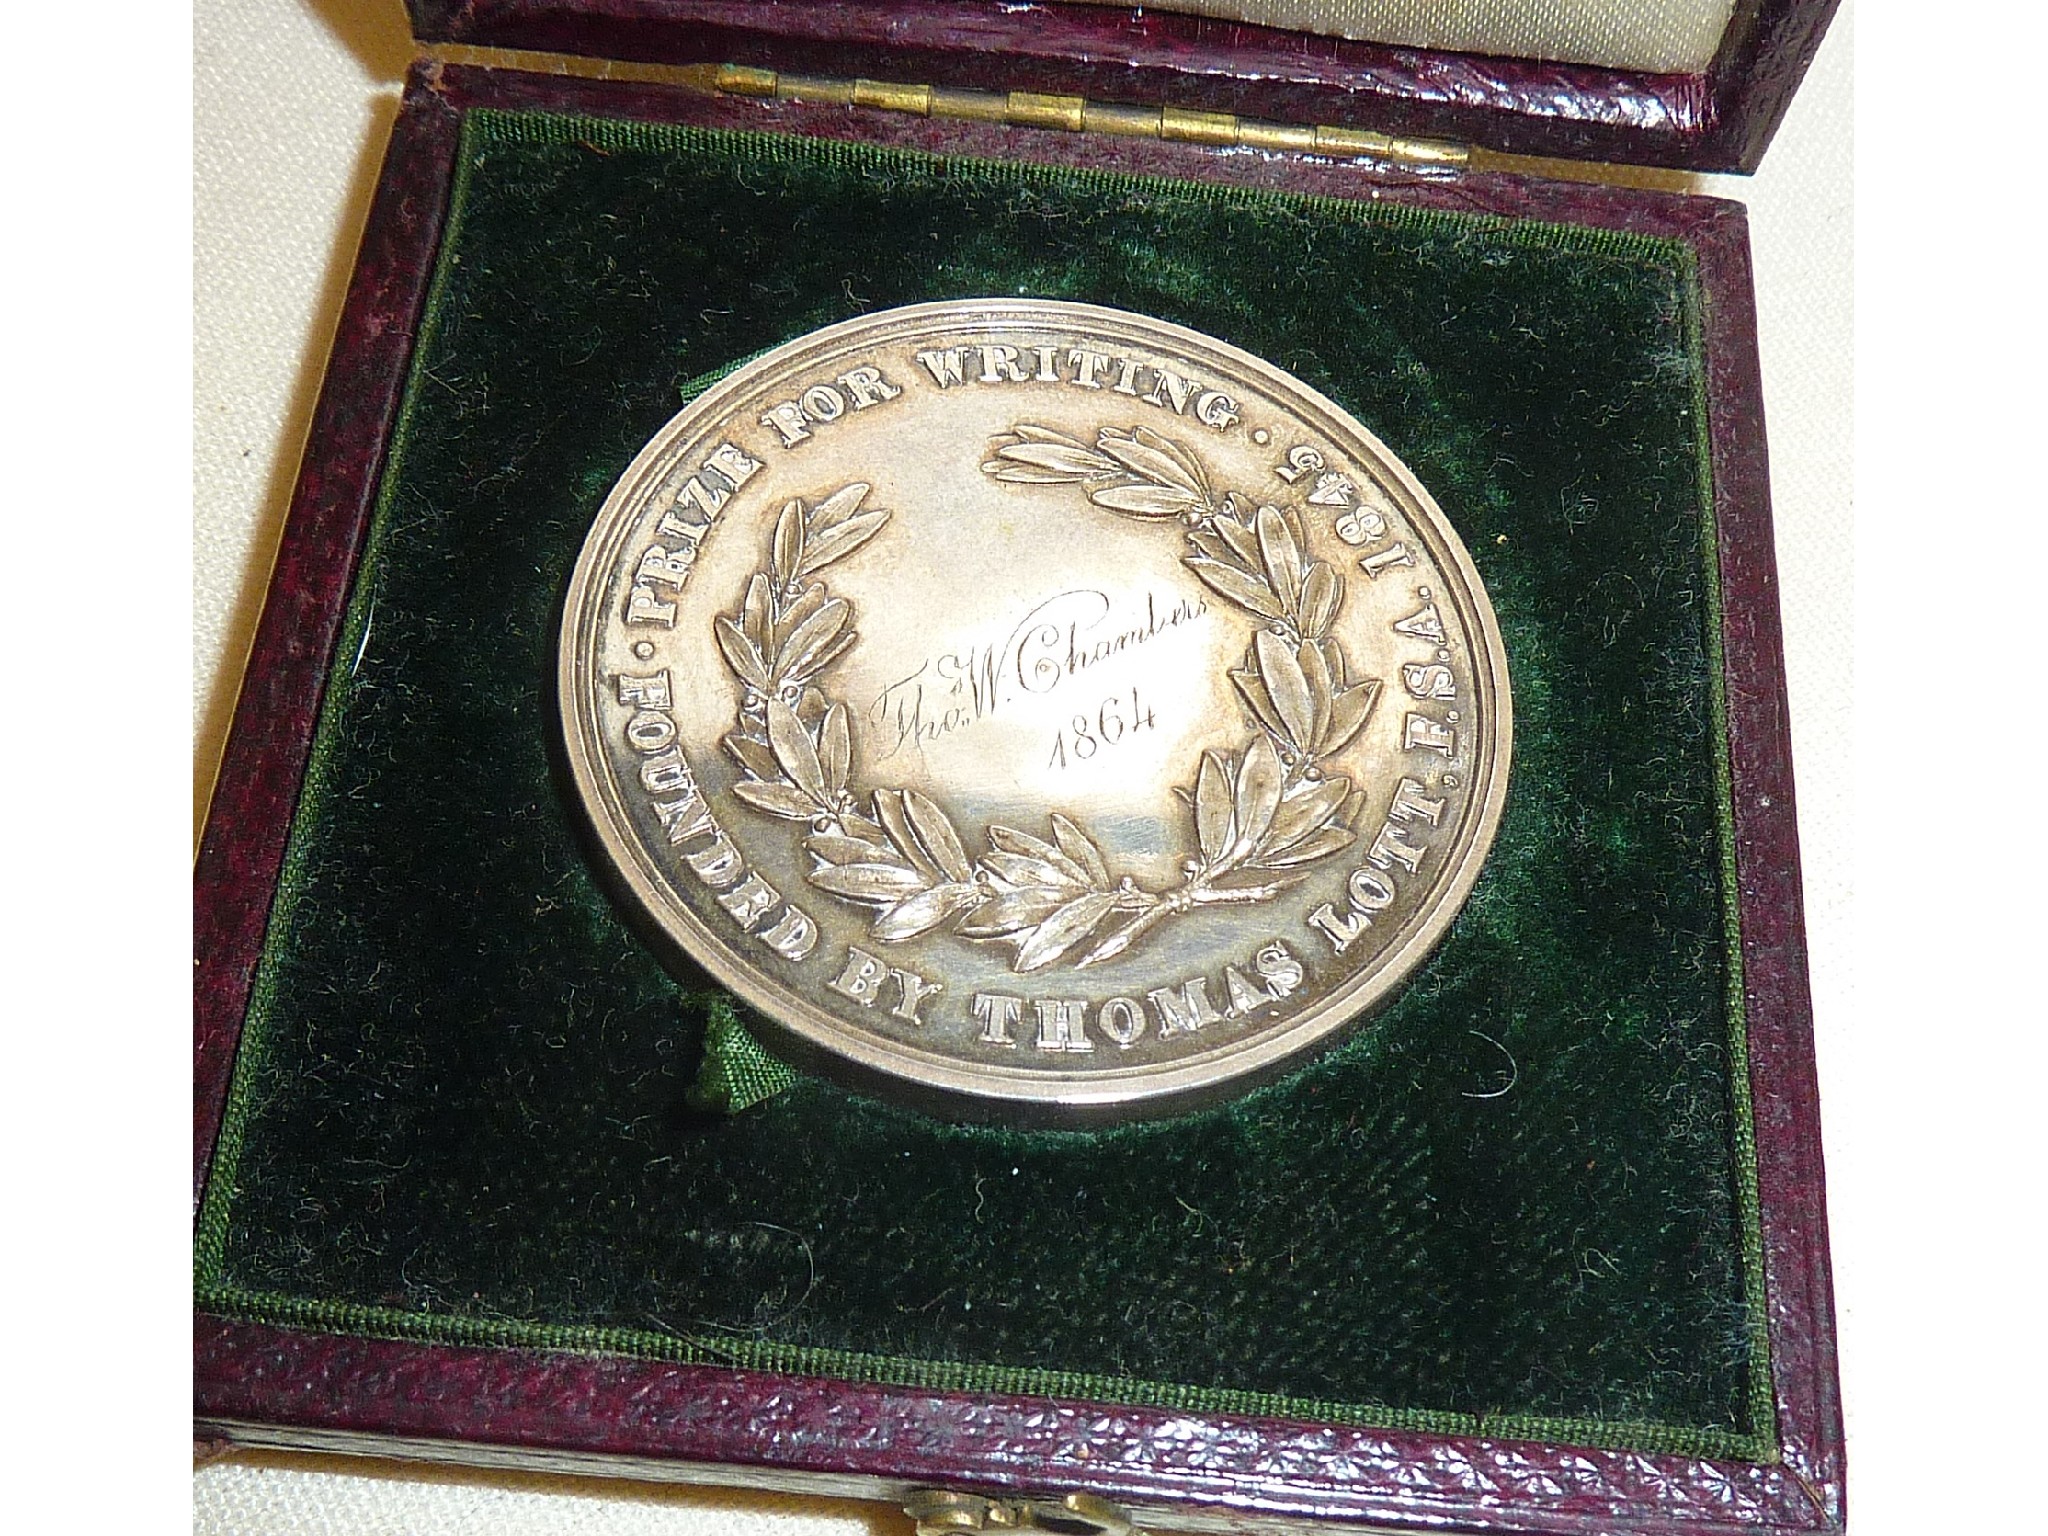 · PRIZE FOR WRITING ·
FOUNDED BY THOMAS LOTT, F.S.A. 1845
Thos. W. Chambers
1864